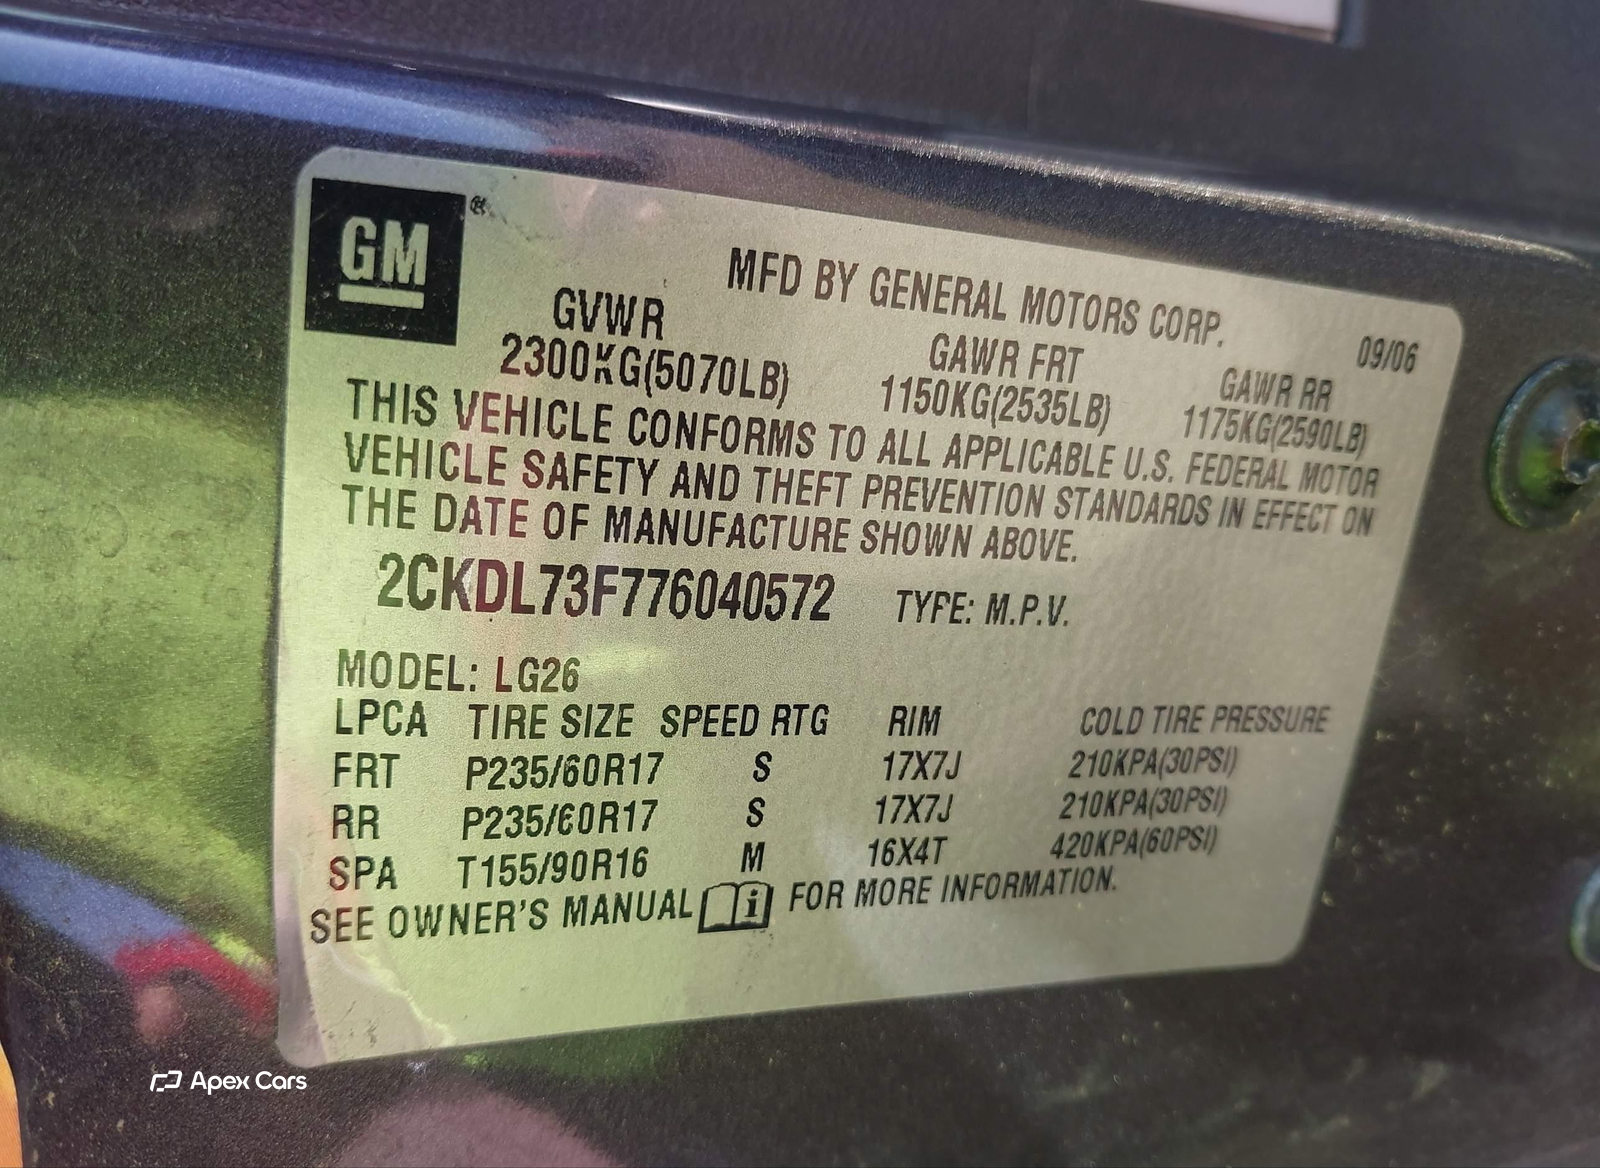 GM ®
MFD BY GENERAL MOTORS CORP.
09/06
GVWR GAWR FRT GAWR RR
2300KG(5070LB) 1150KG(2535LB) 1175KG(2590LB)
THIS VEHICLE CONFORMS TO ALL APPLICABLE U.S. FEDERAL MOTOR
VEHICLE SAFETY AND THEFT PREVENTION STANDARDS IN EFFECT ON
THE DATE OF MANUFACTURE SHOWN ABOVE.
2CKDL73F776040572 TYPE: M.P.V.
MODEL: LG26
LPCA TIRE SIZE SPEED RTG RIM COLD TIRE PRESSURE
FRT P235/60R17 S 17X7J 210KPA(30PSI)
RR P235/60R17 S 17X7J 210KPA(30PSI)
SPA T155/90R16 M 16X4T 420KPA(60PSI)
SEE OWNER'S MANUAL i FOR MORE INFORMATION.
Apex Cars